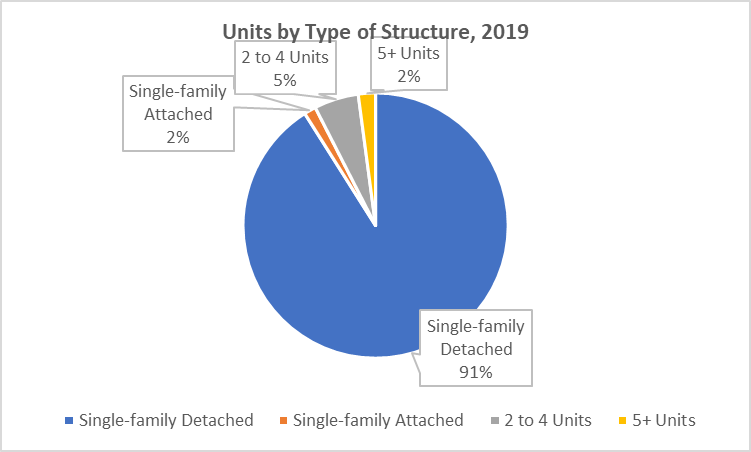 Units by Type of Structure, 2019
2 to 4 Units
5%
5+ Units
2%
Single-family
Attached
2%
Single-family
Detached
91%
Single-family Detached
Single-family Attached
2 to 4 Units
5+ Units